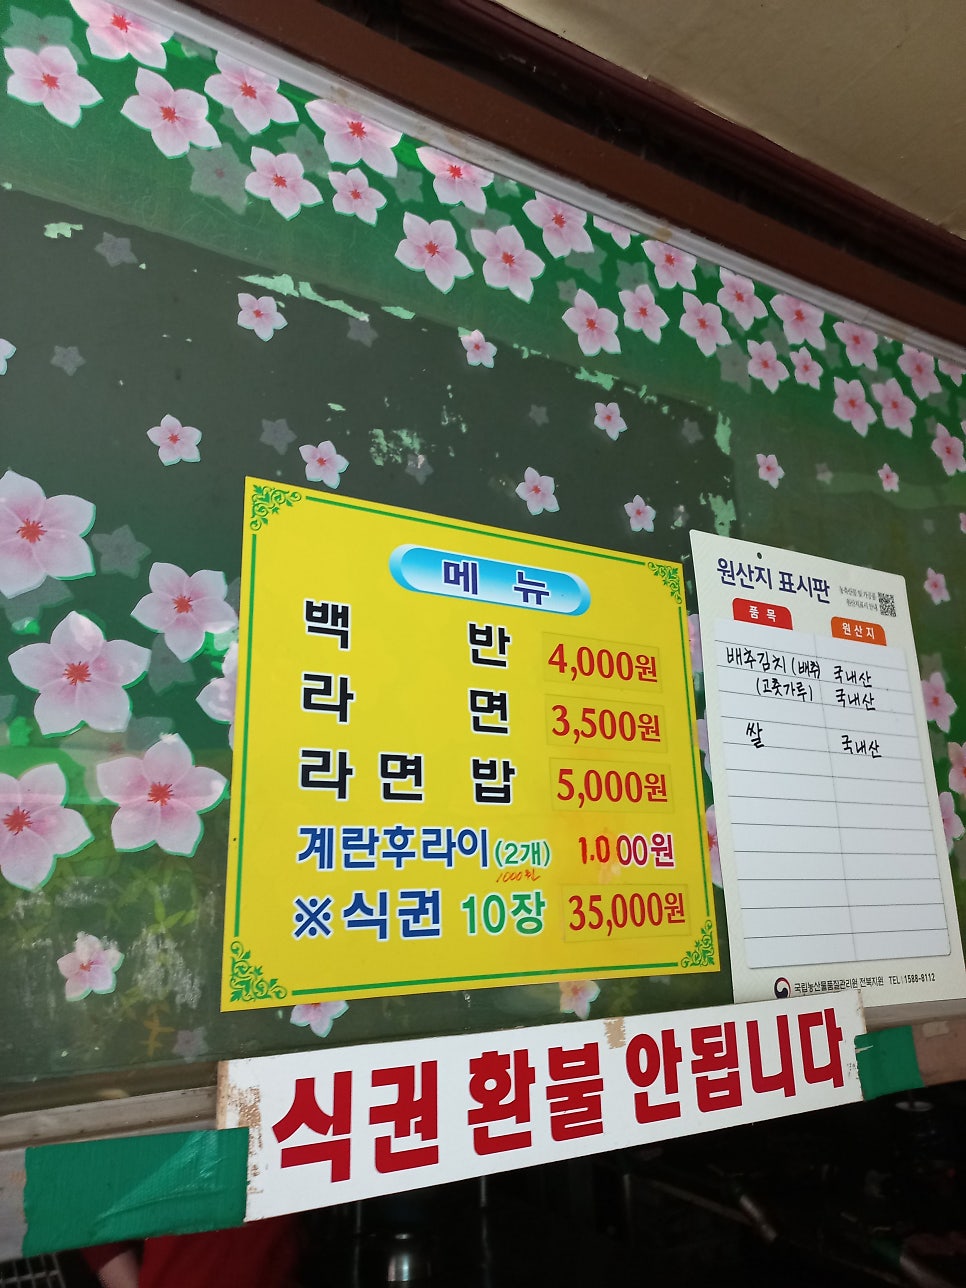 메 뉴
백 반 4,000원
라 면 3,500원
라 면 밥 5,000원
계란후라이(2개) 1.000원
1000원
※식권 10장 35,000원
원산지 표시판
품 목 원 산 지
배추김치 (배추) 국내산
(고춧가루) 국내산
쌀 국내산
국립농산물품질관리원 전북지원 TEL : 1588-8112
식권 환불 안됩니다